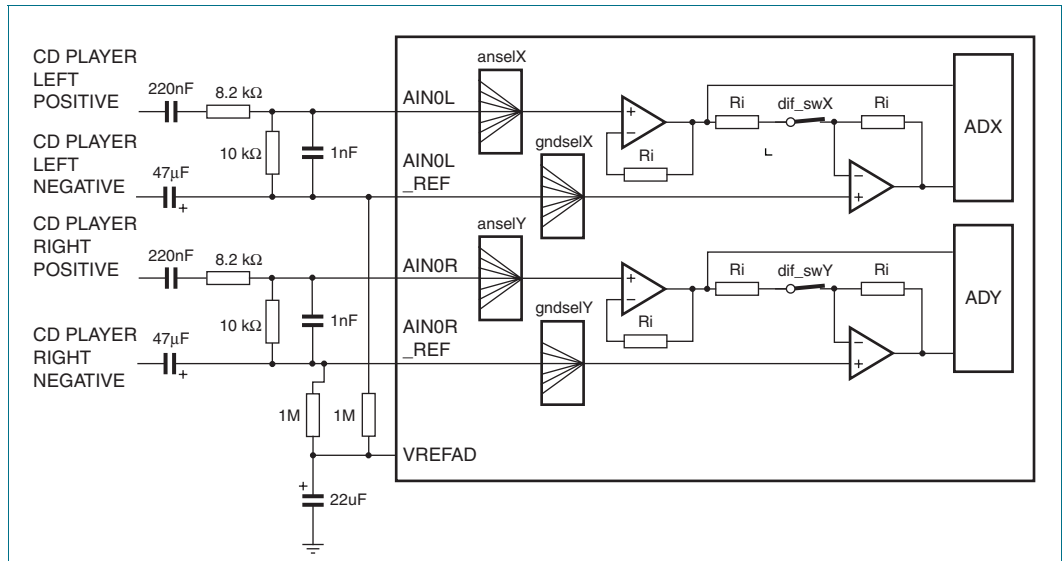 CD PLAYER
LEFT
POSITIVE
220nF
8.2 kΩ
10 kΩ
1nF
AIN0L
anselX
CD PLAYER
LEFT
NEGATIVE
47μF
+
AIN0L
_REF
gndselX
+
−
Ri
Ri
dif_swX
Ri
−
+
ADX
CD PLAYER
RIGHT
POSITIVE
220nF
8.2 kΩ
10 kΩ
1nF
AIN0R
anselY
CD PLAYER
RIGHT
NEGATIVE
47μF
+
AIN0R
_REF
gndselY
+
−
Ri
Ri
dif_swY
Ri
−
+
ADY
1M
1M
VREFAD
+
22uF